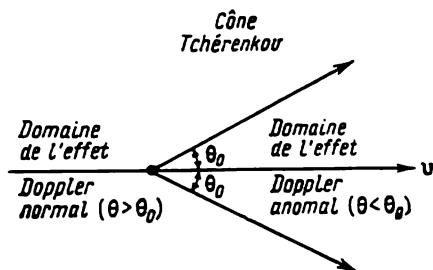 Cône
Tchérenkov
Domaine
de l'effet
Doppler
normal (θ>θ₀)
θ₀
θ₀
Domaine
de l'effet
Doppler
anomal (θ<θ₀)
υ